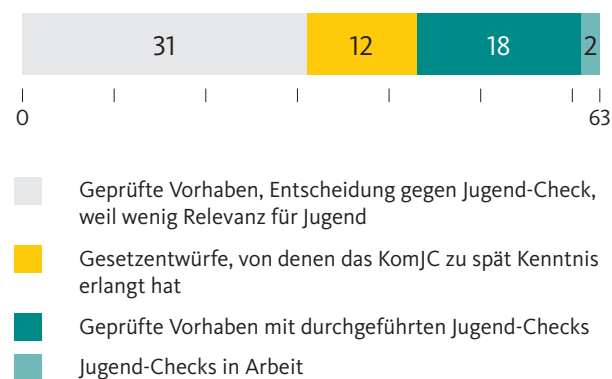 31 12 18 2
0 63
Geprüfte Vorhaben, Entscheidung gegen Jugend-Check,
weil wenig Relevanz für Jugend
Gesetzentwürfe, von denen das KomJC zu spät Kenntnis
erlangt hat
Geprüfte Vorhaben mit durchgeführten Jugend-Checks
Jugend-Checks in Arbeit